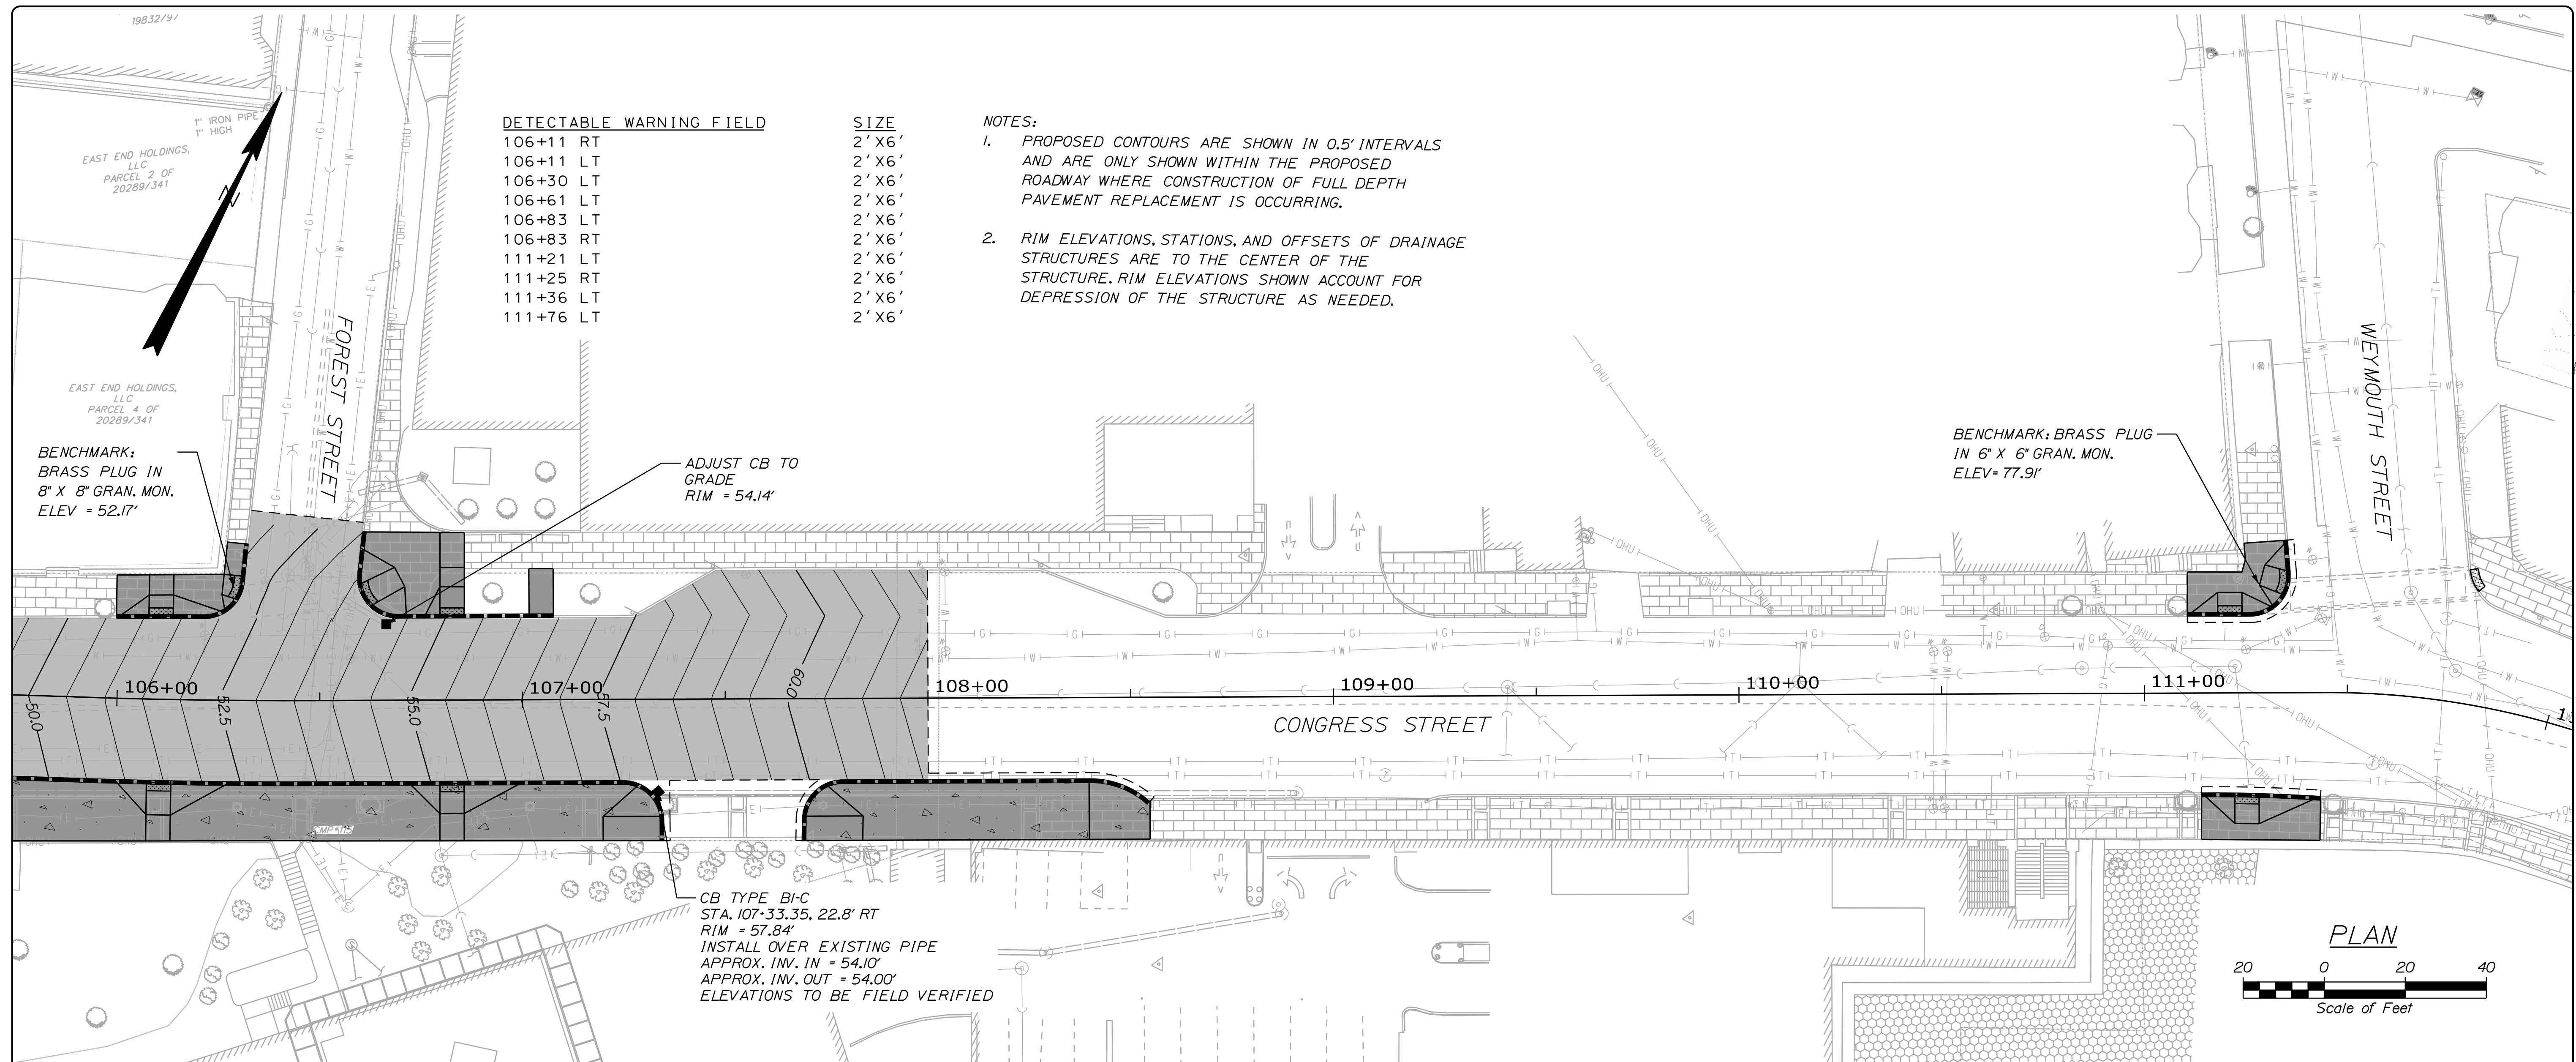 19832/97
1" IRON PIPE
1" HIGH
EAST END HOLDINGS,
LLC
PARCEL 2 OF
20289/341
EAST END HOLDINGS,
LLC
PARCEL 4 OF
20289/341
BENCHMARK:
BRASS PLUG IN
8" X 8" GRAN. MON.
ELEV = 52.17'
FOREST STREET
DETECTABLE WARNING FIELD SIZE
106+11 RT 2'X6'
106+11 LT 2'X6'
106+30 LT 2'X6'
106+61 LT 2'X6'
106+83 LT 2'X6'
106+83 RT 2'X6'
111+21 LT 2'X6'
111+25 RT 2'X6'
111+36 LT 2'X6'
111+76 LT 2'X6'
NOTES:
1. PROPOSED CONTOURS ARE SHOWN IN 0.5' INTERVALS
AND ARE ONLY SHOWN WITHIN THE PROPOSED
ROADWAY WHERE CONSTRUCTION OF FULL DEPTH
PAVEMENT REPLACEMENT IS OCCURRING.
2. RIM ELEVATIONS, STATIONS, AND OFFSETS OF DRAINAGE
STRUCTURES ARE TO THE CENTER OF THE
STRUCTURE. RIM ELEVATIONS SHOWN ACCOUNT FOR
DEPRESSION OF THE STRUCTURE AS NEEDED.
ADJUST CB TO
GRADE
RIM = 54.14'
BENCHMARK: BRASS PLUG
IN 6" X 6" GRAN. MON.
ELEV= 77.91'
WEYMOUTH STREET
106+00
107+00
108+00
109+00
110+00
111+00
50.0
52.5
55.0
57.5
60.0
CONGRESS STREET
CB TYPE B1-C
STA. 107+33.35, 22.8' RT
RIM = 57.84'
INSTALL OVER EXISTING PIPE
APPROX. INV. IN = 54.10'
APPROX. INV. OUT = 54.00'
ELEVATIONS TO BE FIELD VERIFIED
PLAN
20 0 20 40
Scale of Feet